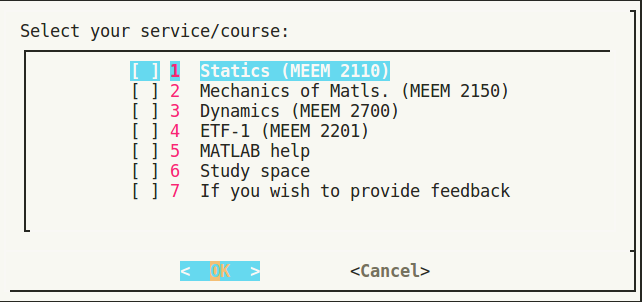 Select your service/course:
[ ] 1 Statics (MEEM 2110)
[ ] 2 Mechanics of Matls. (MEEM 2150)
[ ] 3 Dynamics (MEEM 2700)
[ ] 4 ETF-1 (MEEM 2201)
[ ] 5 MATLAB help
[ ] 6 Study space
[ ] 7 If you wish to provide feedback
< OK > <Cancel>